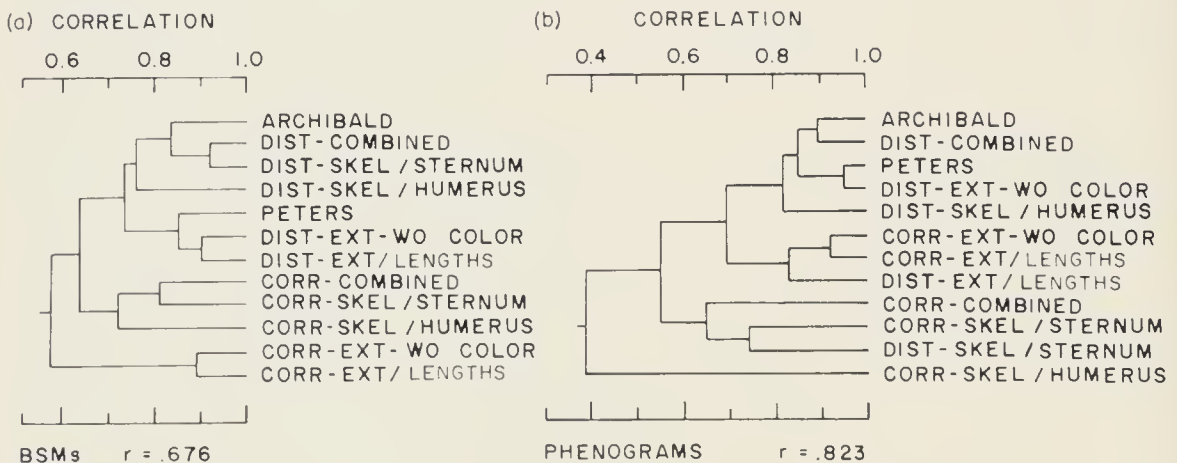 (a) CORRELATION
0.6 0.8 1.0
ARCHIBALD
DIST-COMBINED
DIST-SKEL/STERNUM
DIST-SKEL/HUMERUS
PETERS
DIST-EXT-WO COLOR
DIST-EXT/LENGTHS
CORR-COMBINED
CORR-SKEL/STERNUM
CORR-SKEL/HUMERUS
CORR-EXT-WO COLOR
CORR-EXT/LENGTHS
BSMs r = .676
(b) CORRELATION
0.4 0.6 0.8 1.0
ARCHIBALD
DIST-COMBINED
PETERS
DIST-EXT-WO COLOR
DIST-SKEL/HUMERUS
CORR-EXT-WO COLOR
CORR-EXT/LENGTHS
DIST-EXT/LENGTHS
CORR-COMBINED
CORR-SKEL/STERNUM
DIST-SKEL/STERNUM
CORR-SKEL/HUMERUS
PHENOGRAMS r = .823